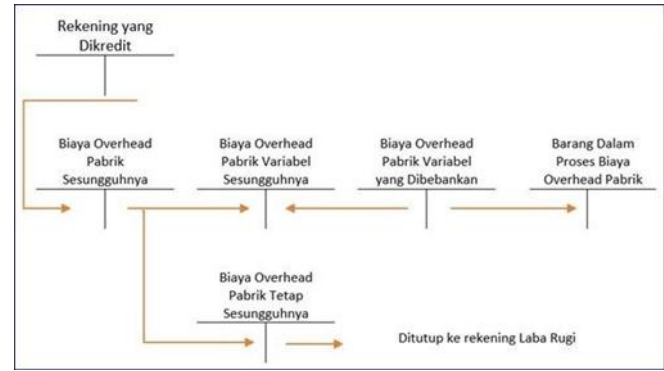 Rekening yang
Dikredit
Biaya Overhead
Pabrik
Sesungguhnya
Biaya Overhead
Pabrik Variabel
Sesungguhnya
Biaya Overhead
Pabrik Variabel
yang Dibebankan
Barang Dalam
Proses Biaya
Overhead Pabrik
Biaya Overhead
Pabrik Tetap
Sesungguhnya
Ditutup ke rekening Laba Rugi